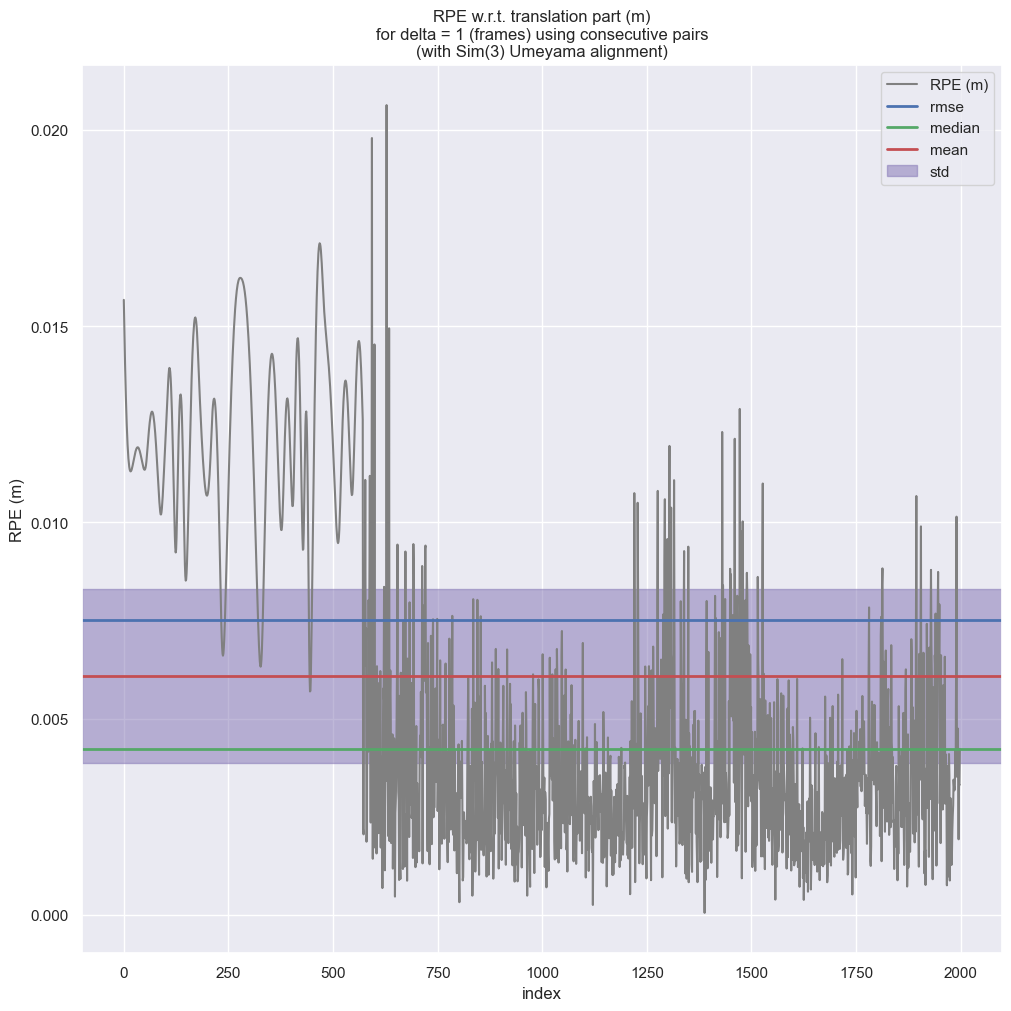 RPE w.r.t. translation part (m)
for delta = 1 (frames) using consecutive pairs
(with Sim(3) Umeyama alignment)
RPE (m)
rmse
median
mean
std
RPE (m)
0.020
0.015
0.010
0.005
0.000
0
250
500
750
1000
1250
1500
1750
2000
index